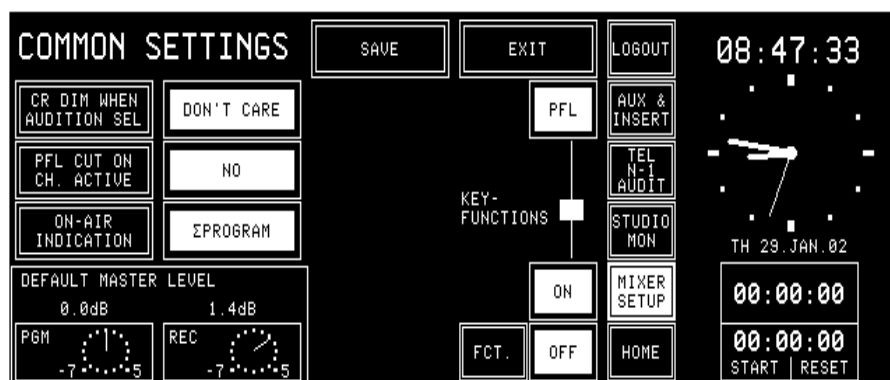 COMMON SETTINGS
SAVE
EXIT
LOGOUT
08:47:33
CR DIM WHEN
AUDITION SEL
DON'T CARE
PFL
AUX &
INSERT
PFL CUT ON
CH. ACTIVE
NO
TEL
N-1
AUDIT
KEY-
FUNCTIONS
ON-AIR
INDICATION
ΣPROGRAM
STUDIO
MON
TH 29.JAN.02
DEFAULT MASTER LEVEL
0.0dB
1.4dB
ON
MIXER
SETUP
00:00:00
PGM
-7
5
REC
-7
5
FCT.
OFF
HOME
00:00:00
START
RESET